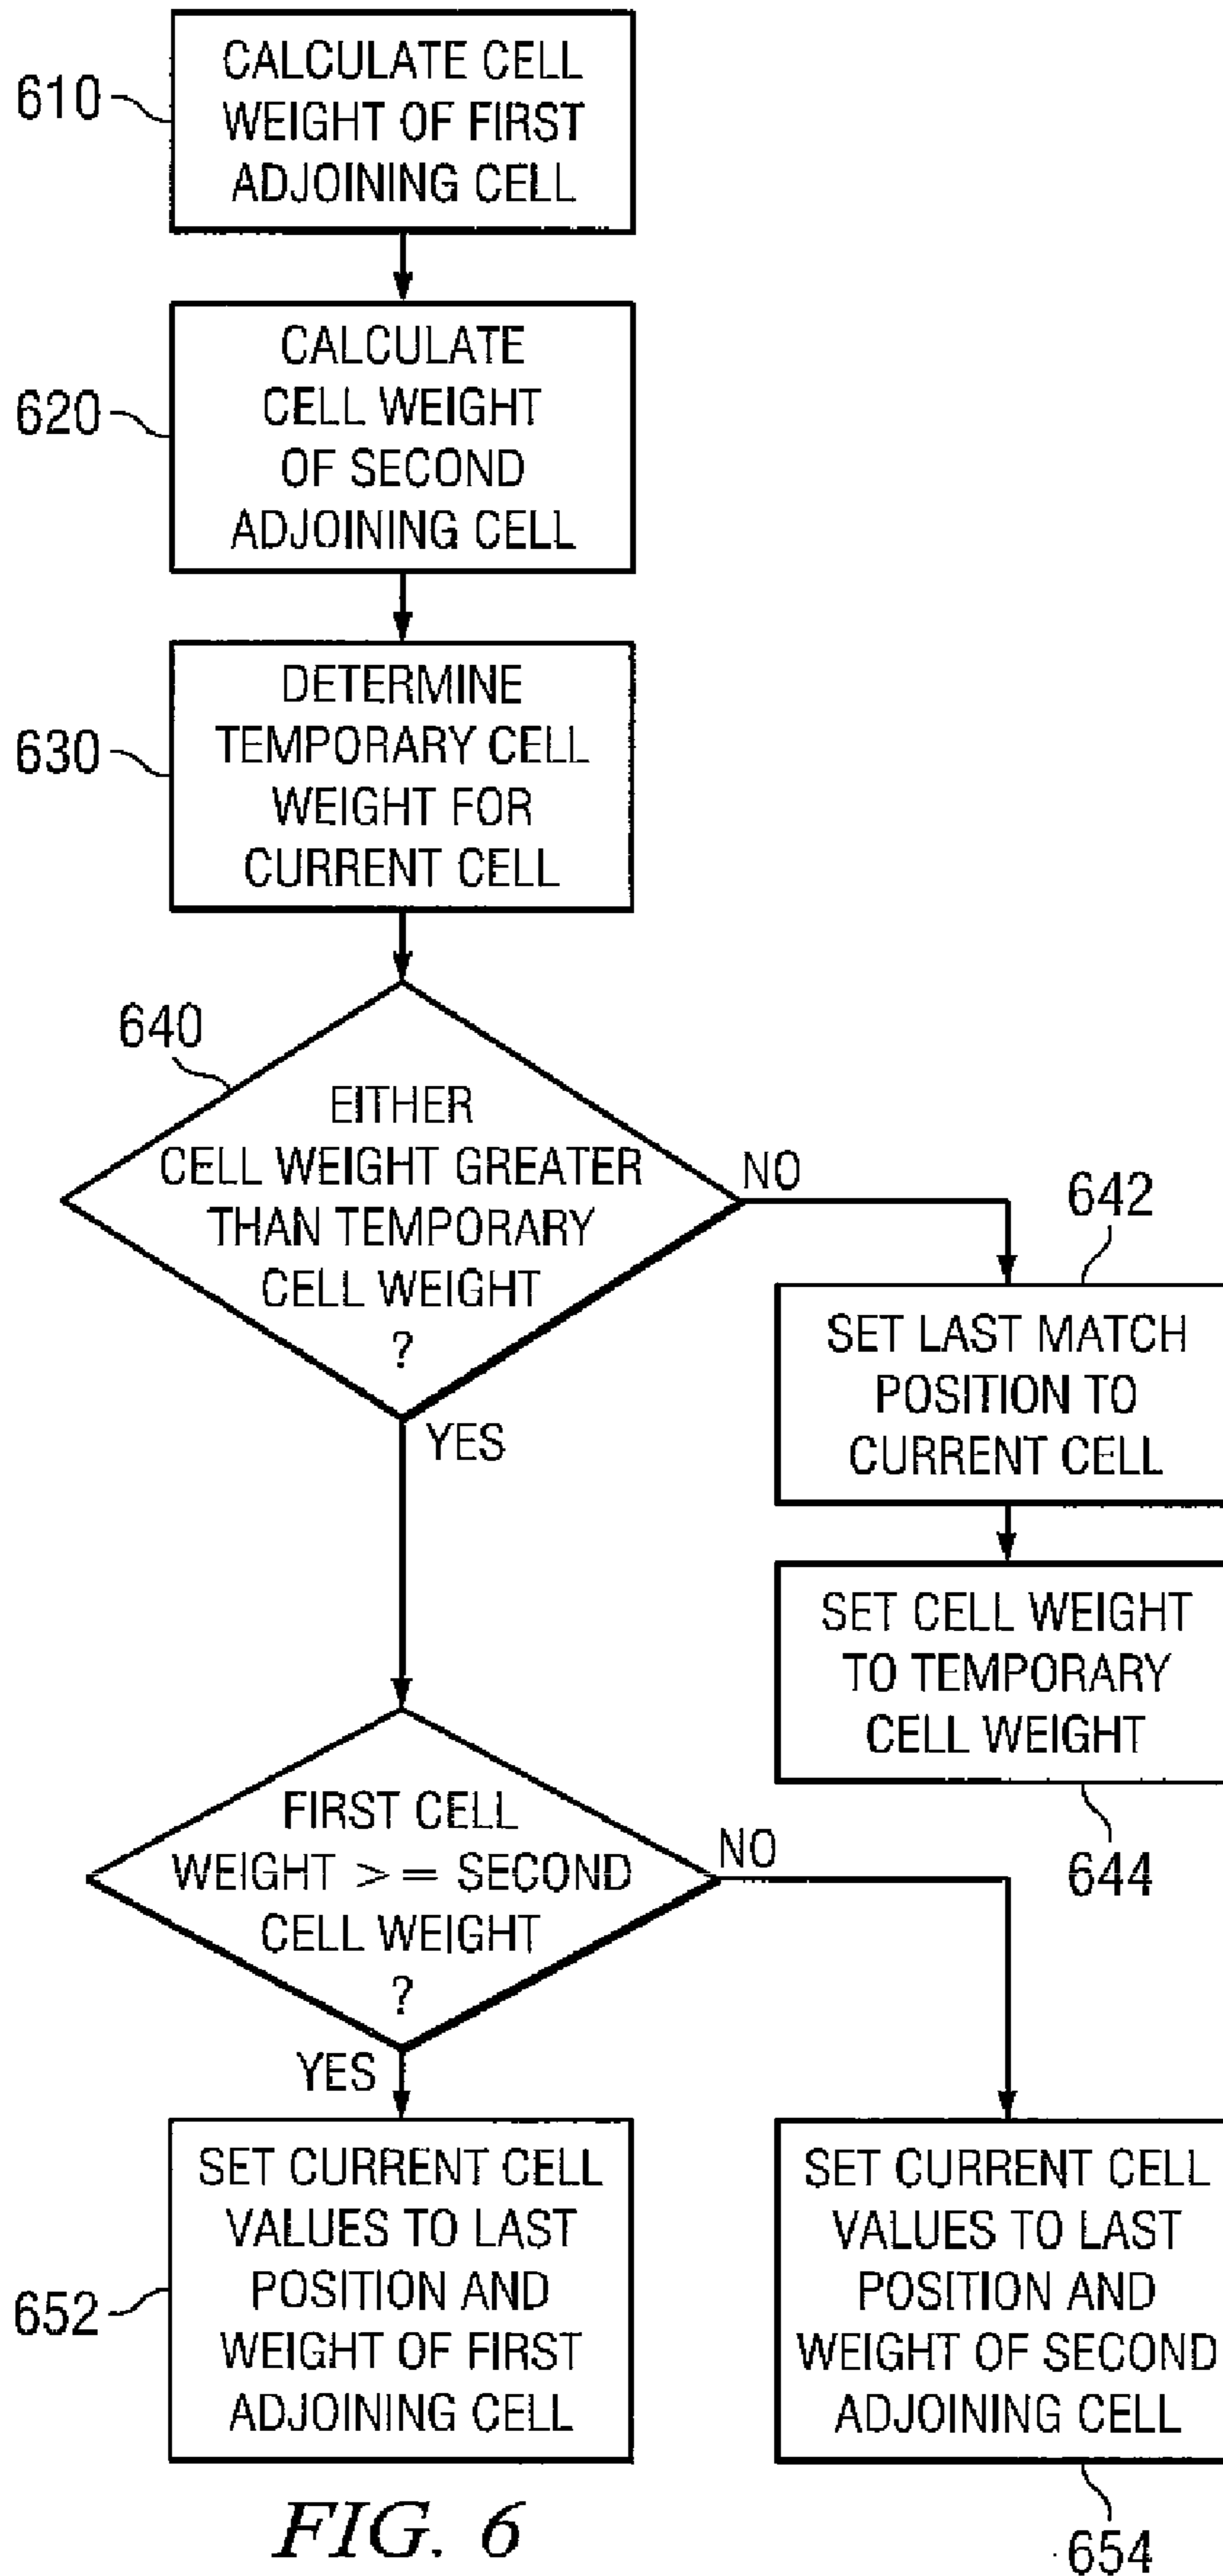 610
CALCULATE CELL
WEIGHT OF FIRST
ADJOINING CELL
620
CALCULATE
CELL WEIGHT
OF SECOND
ADJOINING CELL
630
DETERMINE
TEMPORARY CELL
WEIGHT FOR
CURRENT CELL
640
EITHER
CELL WEIGHT GREATER
THAN TEMPORARY
CELL WEIGHT
?
NO
YES
642
SET LAST MATCH
POSITION TO
CURRENT CELL
SET CELL WEIGHT
TO TEMPORARY
CELL WEIGHT
644
FIRST CELL
WEIGHT >= SECOND
CELL WEIGHT
?
NO
YES
652
SET CURRENT CELL
VALUES TO LAST
POSITION AND
WEIGHT OF FIRST
ADJOINING CELL
SET CURRENT CELL
VALUES TO LAST
POSITION AND
WEIGHT OF SECOND
ADJOINING CELL
654
FIG. 6